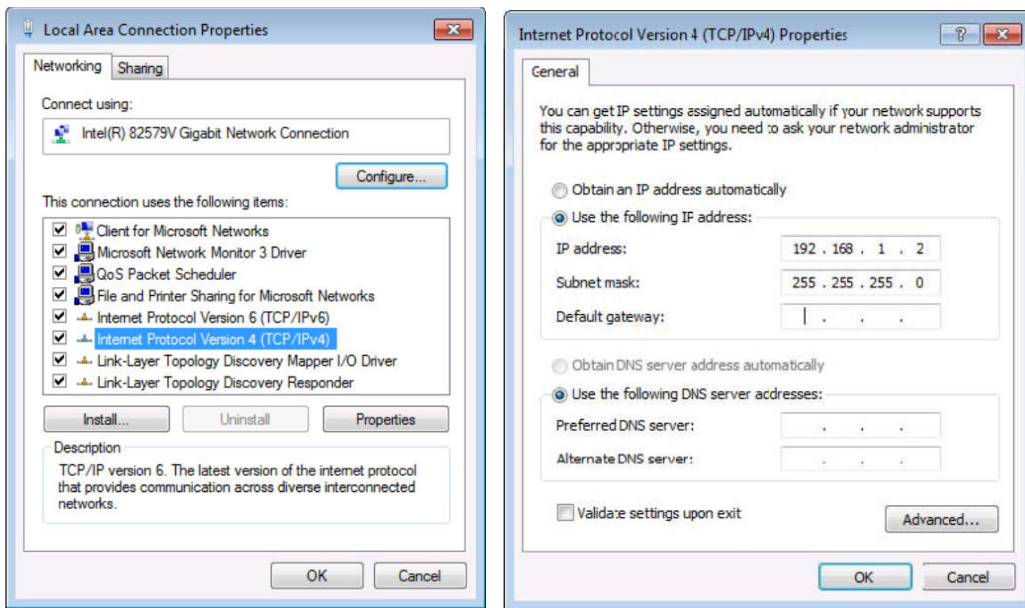 Local Area Connection Properties
Networking
Sharing
Connect using:
Intel(R) 82579V Gigabit Network Connection
Configure...
This connection uses the following items:
Client for Microsoft Networks
Microsoft Network Monitor 3 Driver
QoS Packet Scheduler
File and Printer Sharing for Microsoft Networks
Internet Protocol Version 6 (TCP/IPv6)
Internet Protocol Version 4 (TCP/IPv4)
Link-Layer Topology Discovery Mapper I/O Driver
Link-Layer Topology Discovery Responder
Install...
Uninstall
Properties
Description
TCP/IP version 6. The latest version of the internet protocol
that provides communication across diverse interconnected
networks.
OK
Cancel
Internet Protocol Version 4 (TCP/IPv4) Properties
General
You can get IP settings assigned automatically if your network supports
this capability. Otherwise, you need to ask your network administrator
for the appropriate IP settings.
Obtain an IP address automatically
Use the following IP address:
IP address: 192 . 168 . 1 . 2
Subnet mask: 255 . 255 . 255 . 0
Default gateway: . . .
Obtain DNS server address automatically
Use the following DNS server addresses:
Preferred DNS server: . . .
Alternate DNS server: . . .
Validate settings upon exit
Advanced...
OK
Cancel